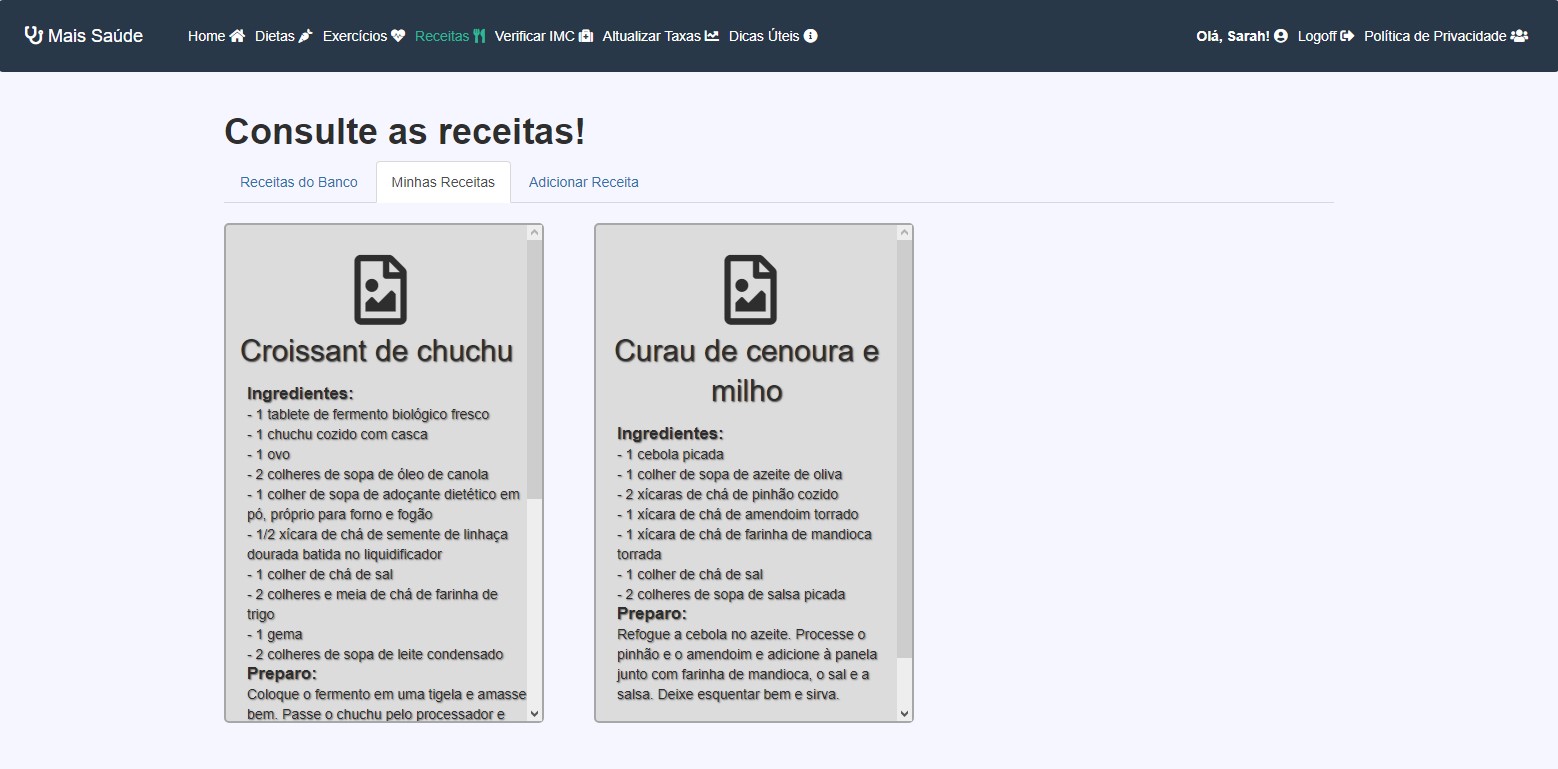 Mais Saúde Home Dietas Exercícios Receitas Verificar IMC Altualizar Taxas Dicas Úteis Olá, Sarah! Logoff Política de Privacidade
Consulte as receitas!
Receitas do Banco Minhas Receitas Adicionar Receita
Croissant de chuchu
Ingredientes:
- 1 tablete de fermento biológico fresco
- 1 chuchu cozido com casca
- 1 ovo
- 2 colheres de sopa de óleo de canola
- 1 colher de sopa de adoçante dietético em
pó, próprio para forno e fogão
- 1/2 xícara de chá de semente de linhaça
dourada batida no liquidificador
- 1 colher de chá de sal
- 2 colheres e meia de chá de farinha de
trigo
- 1 gema
- 2 colheres de sopa de leite condensado
Preparo:
Coloque o fermento em uma tigela e amasse
bem. Passe o chuchu pelo processador e
Curau de cenoura e
milho
Ingredientes:
- 1 cebola picada
- 1 colher de sopa de azeite de oliva
- 2 xícaras de chá de pinhão cozido
- 1 xícara de chá de amendoim torrado
- 1 xícara de chá de farinha de mandioca
torrada
- 1 colher de chá de sal
- 2 colheres de sopa de salsa picada
Preparo:
Refogue a cebola no azeite. Processe o
pinhão e o amendoim e adicione à panela
junto com farinha de mandioca, o sal e a
salsa. Deixe esquentar bem e sirva.